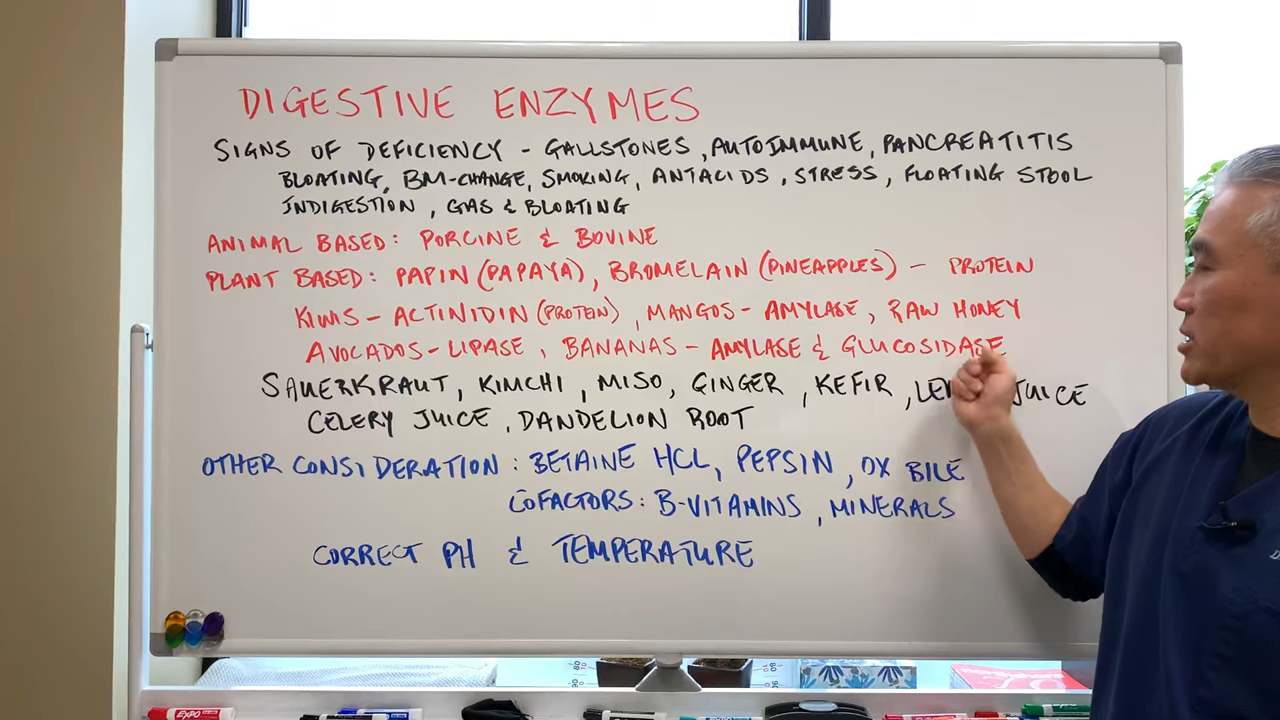 DIGESTIVE ENZYMES
SIGNS OF DEFICIENCY - GALLSTONES, AUTOIMMUNE, PANCREATITIS
BLOATING, BM-CHANGE, SMOKING, ANTACIDS, STRESS, FLOATING STOOL
INDIGESTION, GAS & BLOATING
ANIMAL BASED: PORCINE & BOVINE
PLANT BASED: PAPIN (PAPAYA), BROMELAIN (PINEAPPLES) - PROTEIN
KIWIS - ACTINIDIN (PROTEIN), MANGOS - AMYLASE, RAW HONEY
AVOCADOS - LIPASE, BANANAS - AMYLASE & GLUCOSIDASE
SAUERKRAUT, KIMCHI, MISO, GINGER, KEFIR, JUICE
CELERY JUICE, DANDELION ROOT
OTHER CONSIDERATION: BETAINE HCL, PEPSIN, OX BILE
COFACTORS: B-VITAMINS, MINERALS
CORRECT PH & TEMPERATURE
EXPO